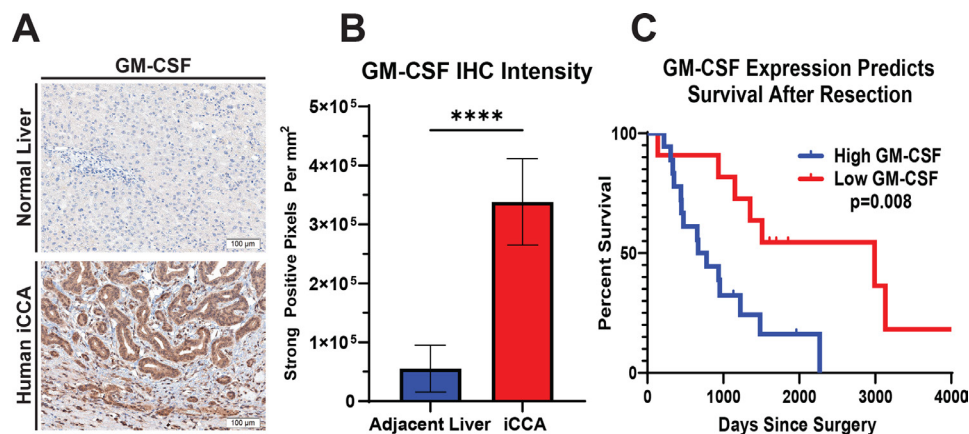 A
GM-CSF
Normal Liver
100 µm
Human iCCA
100 µm
B
GM-CSF IHC Intensity
Strong Positive Pixels Per mm²
5×10⁵
4×10⁵
3×10⁵
2×10⁵
1×10⁵
0
****
Adjacent Liver
iCCA
C
GM-CSF Expression Predicts
Survival After Resection
Percent Survival
100
50
0
High GM-CSF
Low GM-CSF
p=0.008
0
1000
2000
3000
4000
Days Since Surgery